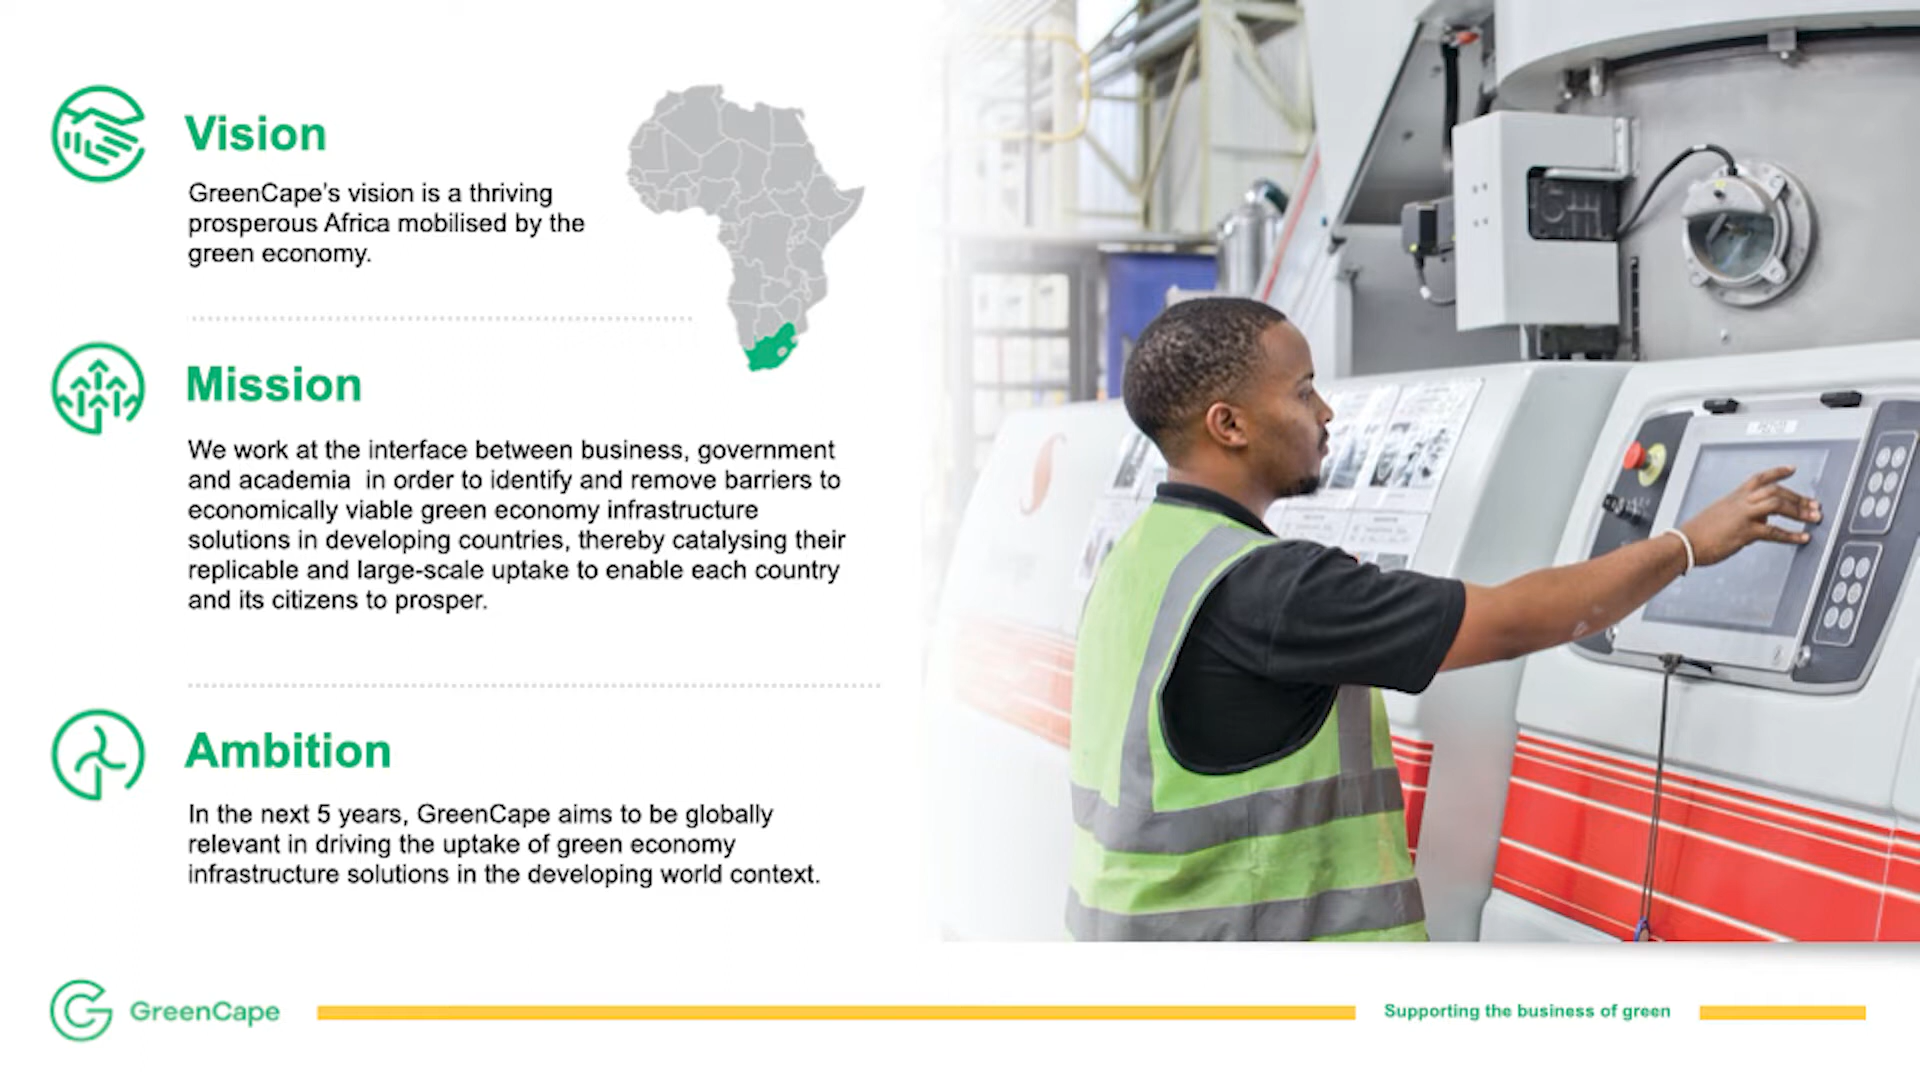 Vision
GreenCape's vision is a thriving
prosperous Africa mobilised by the
green economy.
Mission
We work at the interface between business, government
and academia in order to identify and remove barriers to
economically viable green economy infrastructure
solutions in developing countries, thereby catalysing their
replicable and large-scale uptake to enable each country
and its citizens to prosper.
Ambition
In the next 5 years, GreenCape aims to be globally
relevant in driving the uptake of green economy
infrastructure solutions in the developing world context.
GreenCape
Supporting the business of green